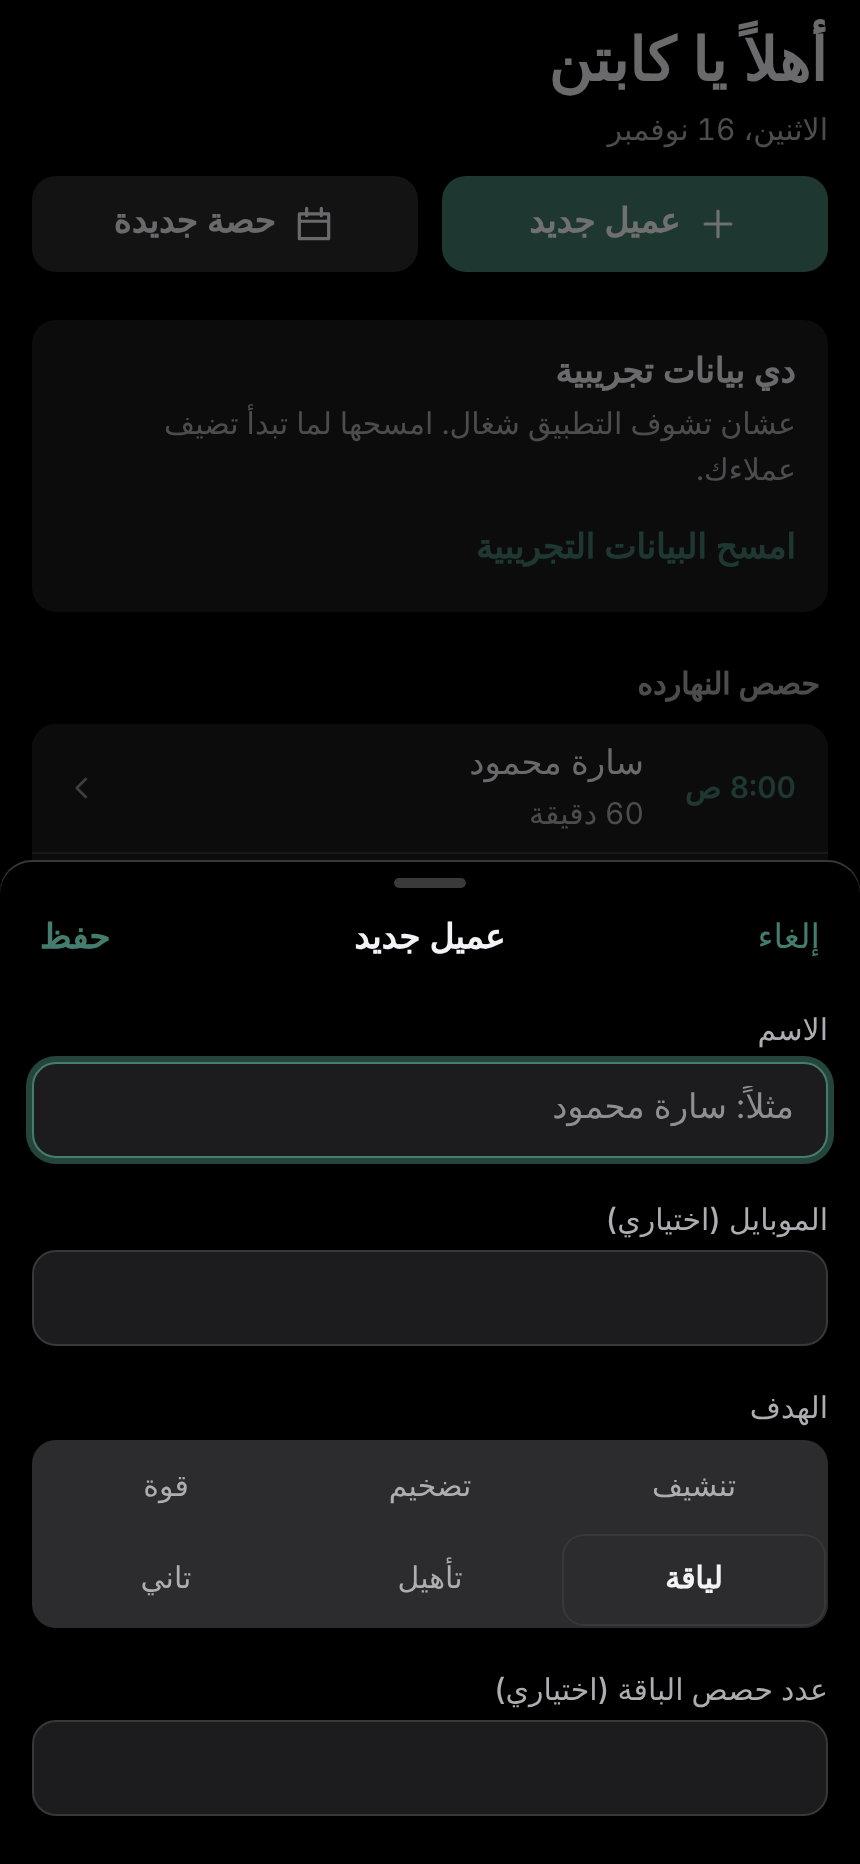 أهلاً يا كابتن
الاثنين، 16 نوفمبر
عميل جديد
حصة جديدة
دي بيانات تجريبية
عشان تشوف التطبيق شغال. امسحها لما تبدأ تضيف
عملاءك.
امسح البيانات التجريبية
حصص النهارده
8:00 ص
سارة محمود
60 دقيقة
إلغاء
عميل جديد
حفظ
الاسم
مثلاً: سارة محمود
الموبايل (اختياري)
الهدف
تنشيف
تضخيم
قوة
لياقة
تأهيل
تاني
عدد حصص الباقة (اختياري)